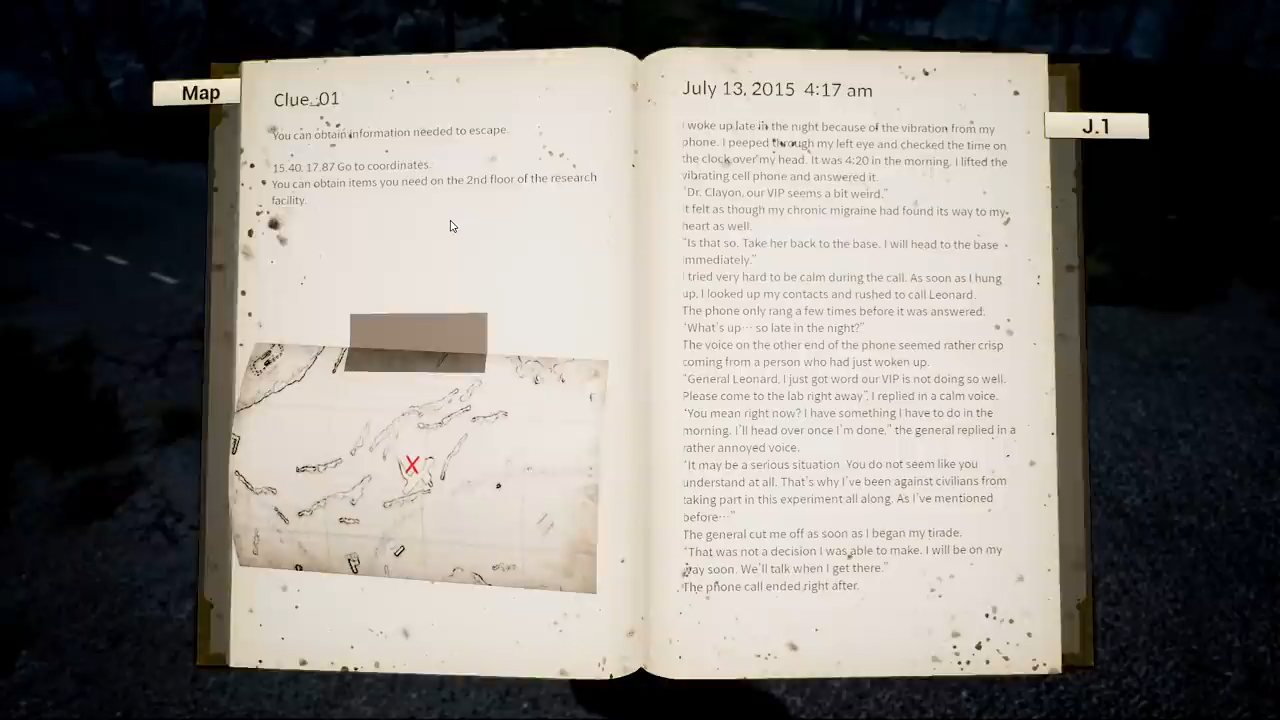 Map
Clue_01
You can obtain information needed to escape.
15.40, 17.87 Go to coordinates.
You can obtain items you need on the 2nd floor of the research
facility.
July 13, 2015 4:17 am
J.1
I woke up late in the night because of the vibration from my
phone. I peeped through my left eye and checked the time on
the clock over my head. It was 4:20 in the morning. I lifted the
vibrating cell phone and answered it.
"Dr. Clayon, our VIP seems a bit weird."
It felt as though my chronic migraine had found its way to my
heart as well.
"Is that so. Take her back to the base. I will head to the base
immediately."
I tried very hard to be calm during the call. As soon as I hung
up, I looked up my contacts and rushed to call Leonard.
The phone only rang a few times before it was answered.
"What's up… so late in the night?"
The voice on the other end of the phone seemed rather crisp
coming from a person who had just woken up.
"General Leonard, I just got word our VIP is not doing so well.
Please come to the lab right away", I replied in a calm voice.
"You mean right now? I have something I have to do in the
morning. I'll head over once I'm done," the general replied in a
rather annoyed voice.
"It may be a serious situation. You do not seem like you
understand at all. That's why I've been against civilians from
taking part in this experiment all along. As I've mentioned
before…"
The general cut me off as soon as I began my tirade.
"That was not a decision I was able to make. I will be on my
way soon. We'll talk when I get there."
The phone call ended right after.